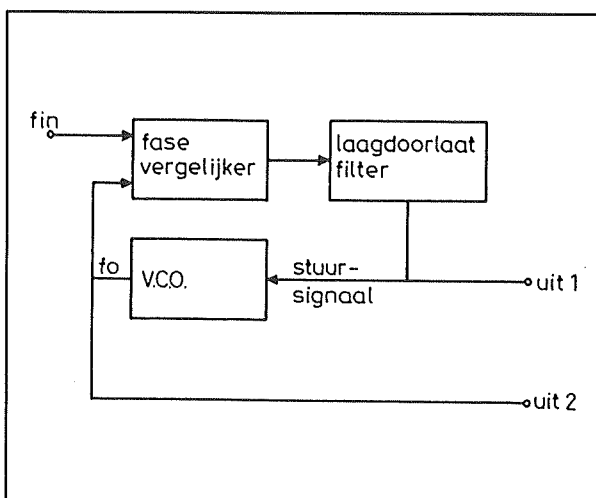 fin
fase
vergelijker
laagdoorlaat
filter
fo
V.C.O.
stuur-
signaal
uit 1
uit 2